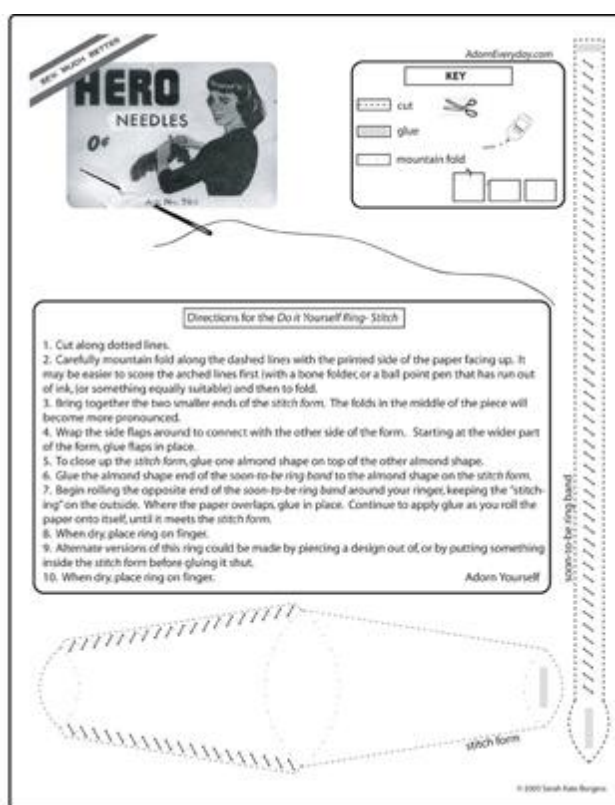 SEW MUCH BETTER
HERO
NEEDLES
0¢
AdornEveryday.com
KEY
cut
glue
mountain fold
Directions for the Do it Yourself Ring- Stitch
1. Cut along dotted lines.
2. Carefully mountain fold along the dashed lines with the printed side of the paper facing up. It
may be easier to score the arched lines first (with a bone folder, or a ball point pen that has run out
of ink, (or something equally suitable) and then to fold.
3. Bring together the two smaller ends of the stitch form. The folds in the middle of the piece will
become more pronounced.
4. Wrap the side flaps around to connect with the other side of the form. Starting at the wider part
of the form, glue flaps in place.
5. To close up the stitch form, glue one almond shape on top of the other almond shape.
6. Glue the almond shape end of the soon-to-be ring band to the almond shape on the stitch form.
7. Begin rolling the opposite end of the soon-to-be ring band around your ringer, keeping the "stitch-
ing" on the outside. Where the paper overlaps, glue in place. Continue to apply glue as you roll the
paper onto itself, until it meets the stitch form.
8. When dry, place ring on finger.
9. Alternate versions of this ring could be made by piercing a design out of, or by putting something
inside the stitch form before gluing it shut.
10. When dry, place ring on finger. Adorn Yourself
soon-to-be ring band
stitch form
© 2005 Sarah Kate Burgess